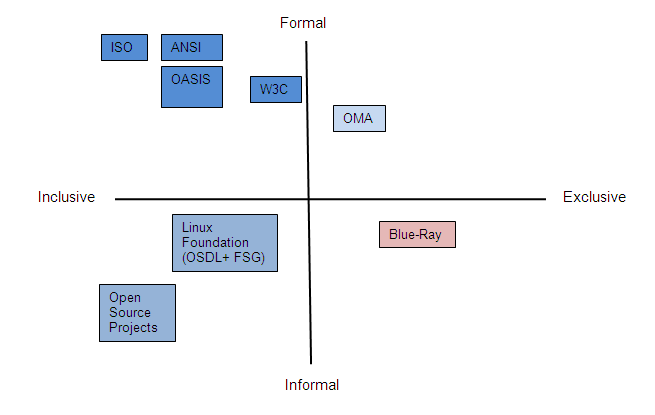 Formal
ISO
ANSI
OASIS
W3C
OMA
Inclusive
Exclusive
Linux
Foundation
(OSDL+ FSG)
Blue-Ray
Open
Source
Projects
Informal